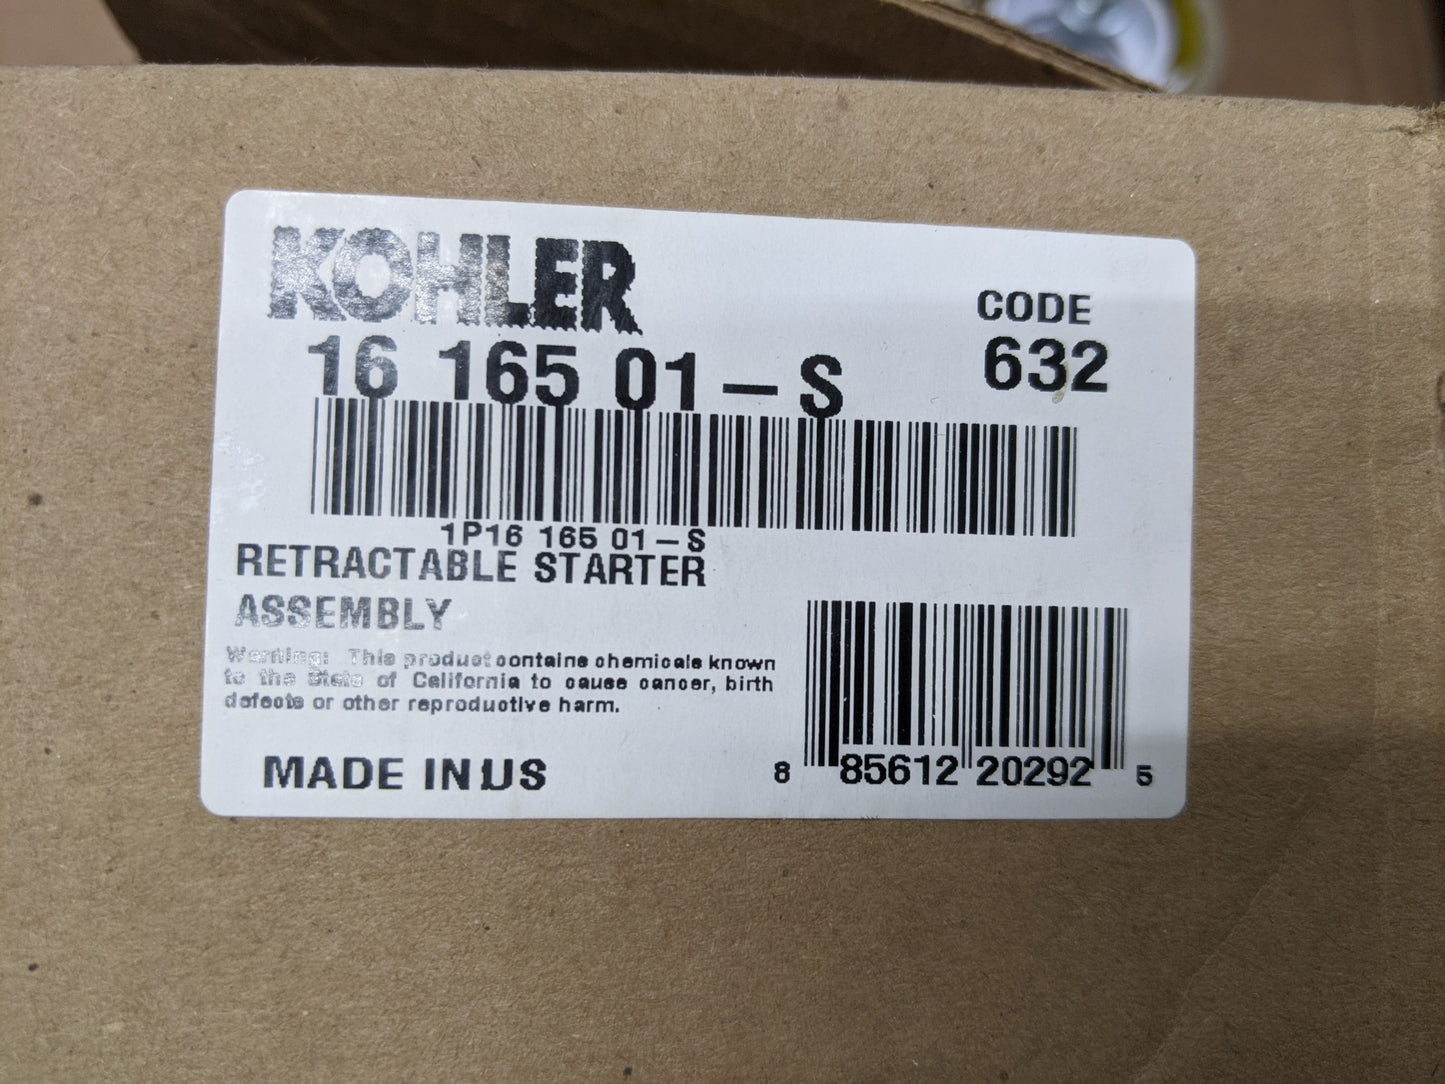 KOHLER
16 165 01-S
CODE
632
1P16 165 01-S
RETRACTABLE STARTER
ASSEMBLY
Warning: This product contains chemicals known
to the State of California to cause cancer, birth
defects or other reproductive harm.
MADE IN US
8 85612 20292 5